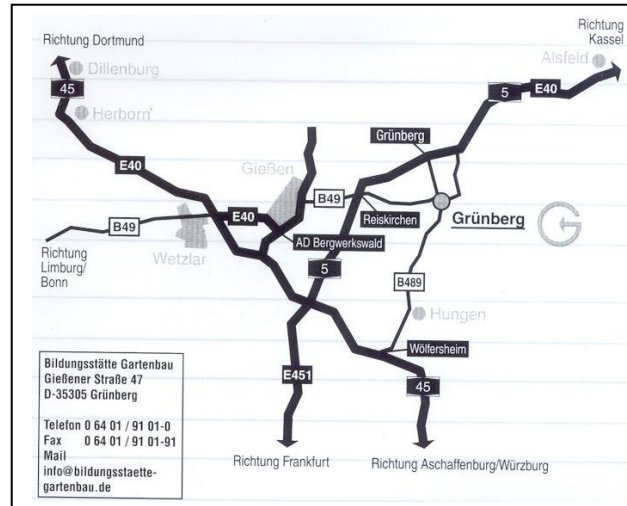 Richtung Dortmund
Richtung
Kassel
Alsfeld
Dillenburg
45
5
E40
Herborn
Grünberg
E40
Gießen
B49
Reiskirchen
Grünberg
G
B49
E40
AD Bergwerkswald
Wetzlar
Richtung
Limburg/
Bonn
5
B489
Hungen
Wölfersheim
E451
45
Bildungsstätte Gartenbau
Gießener Straße 47
D-35305 Grünberg
Telefon 0 64 01 / 91 01-0
Fax 0 64 01 / 91 01-91
Mail
info@bildungsstaette-
gartenbau.de
Richtung Frankfurt
Richtung Aschaffenburg/Würzburg